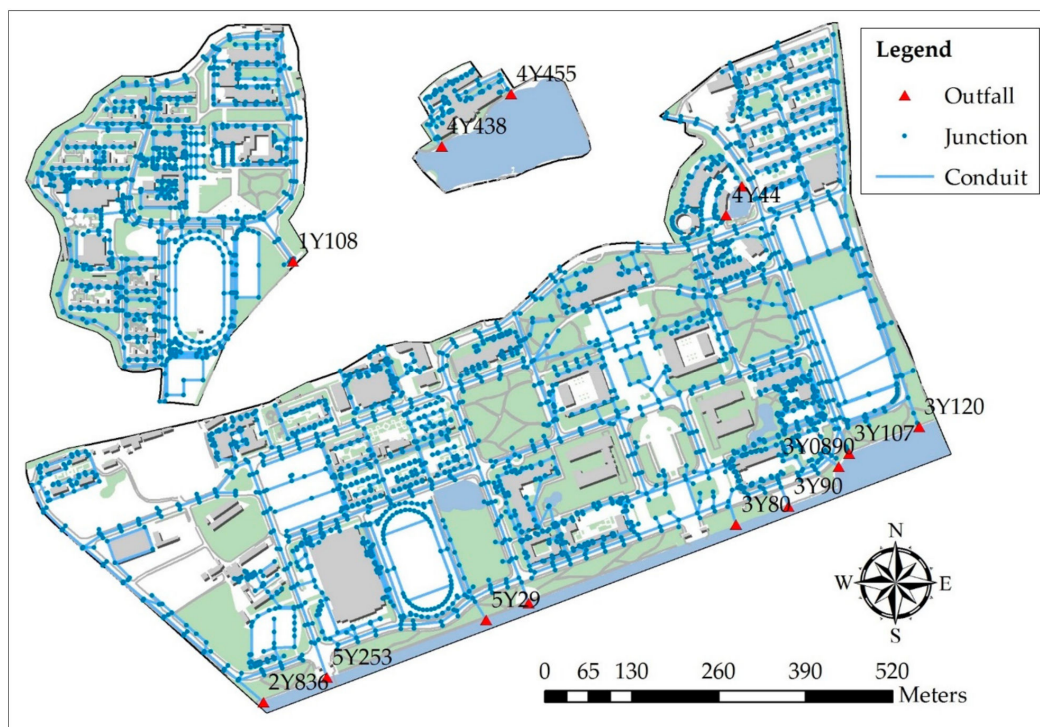 4Y455
4Y438
4Y44
1Y108
Legend
Outfall
Junction
Conduit
3Y120
3Y107
3Y0890
3Y90
3Y80
5Y29
5Y253
2Y836
N
W E
S
0 65 130 260 390 520
Meters